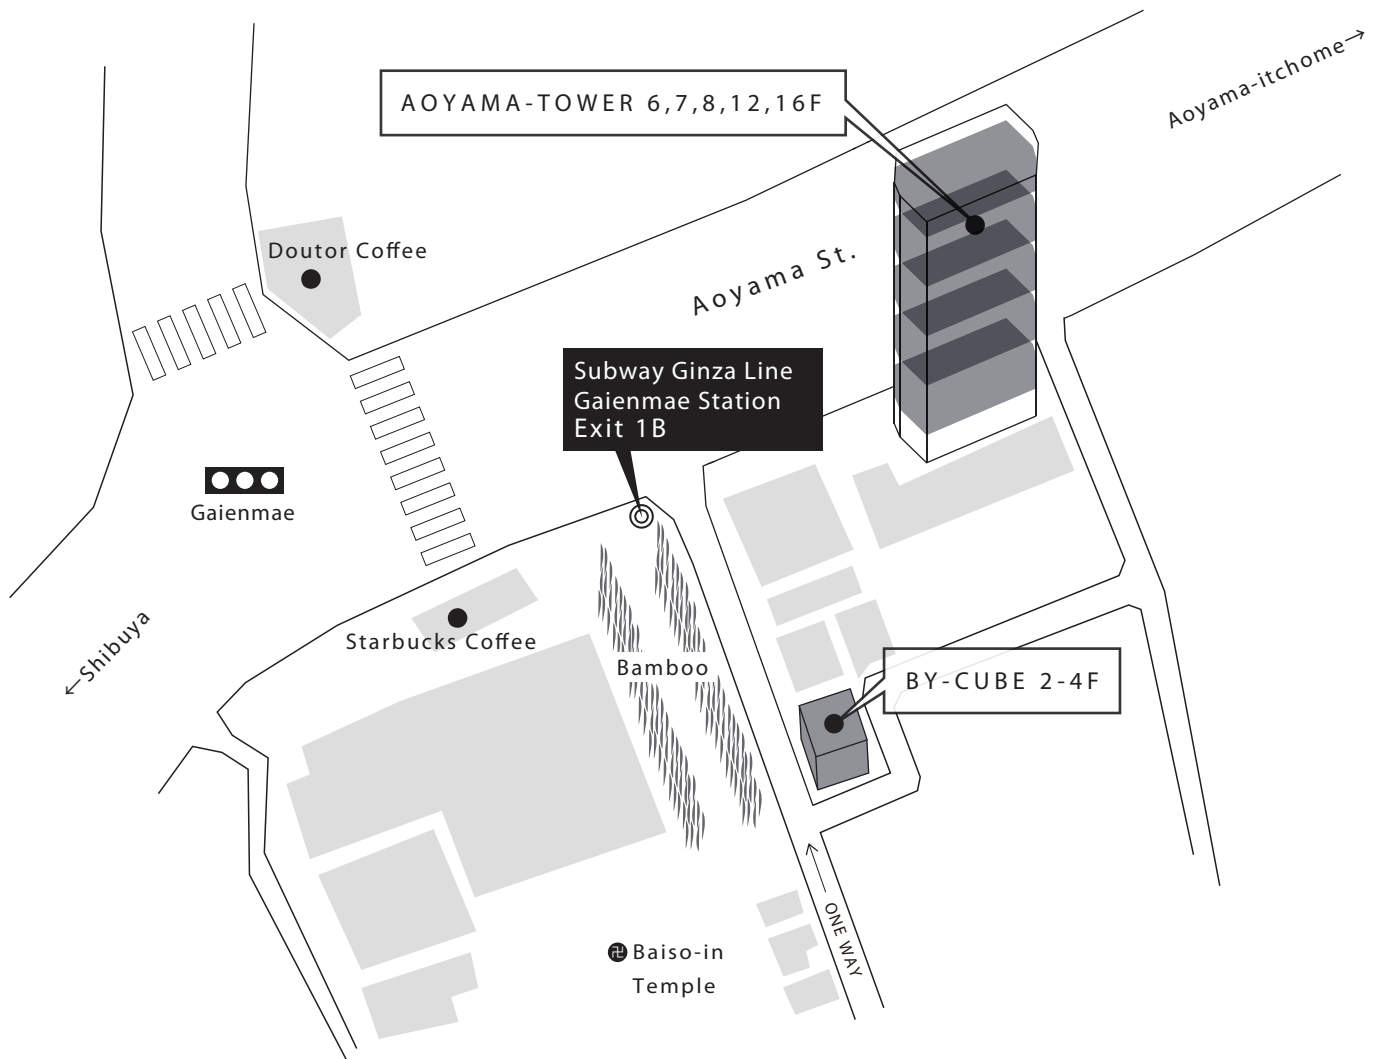 AOYAMA-TOWER 6,7,8,12,16F
Aoyama-itchome→
Doutor Coffee
Aoyama St.
Subway Ginza Line
Gaienmae Station
Exit 1B
Gaienmae
←Shibuya
Starbucks Coffee
Bamboo
BY-CUBE 2-4F
ONE WAY
卍 Baiso-in
Temple